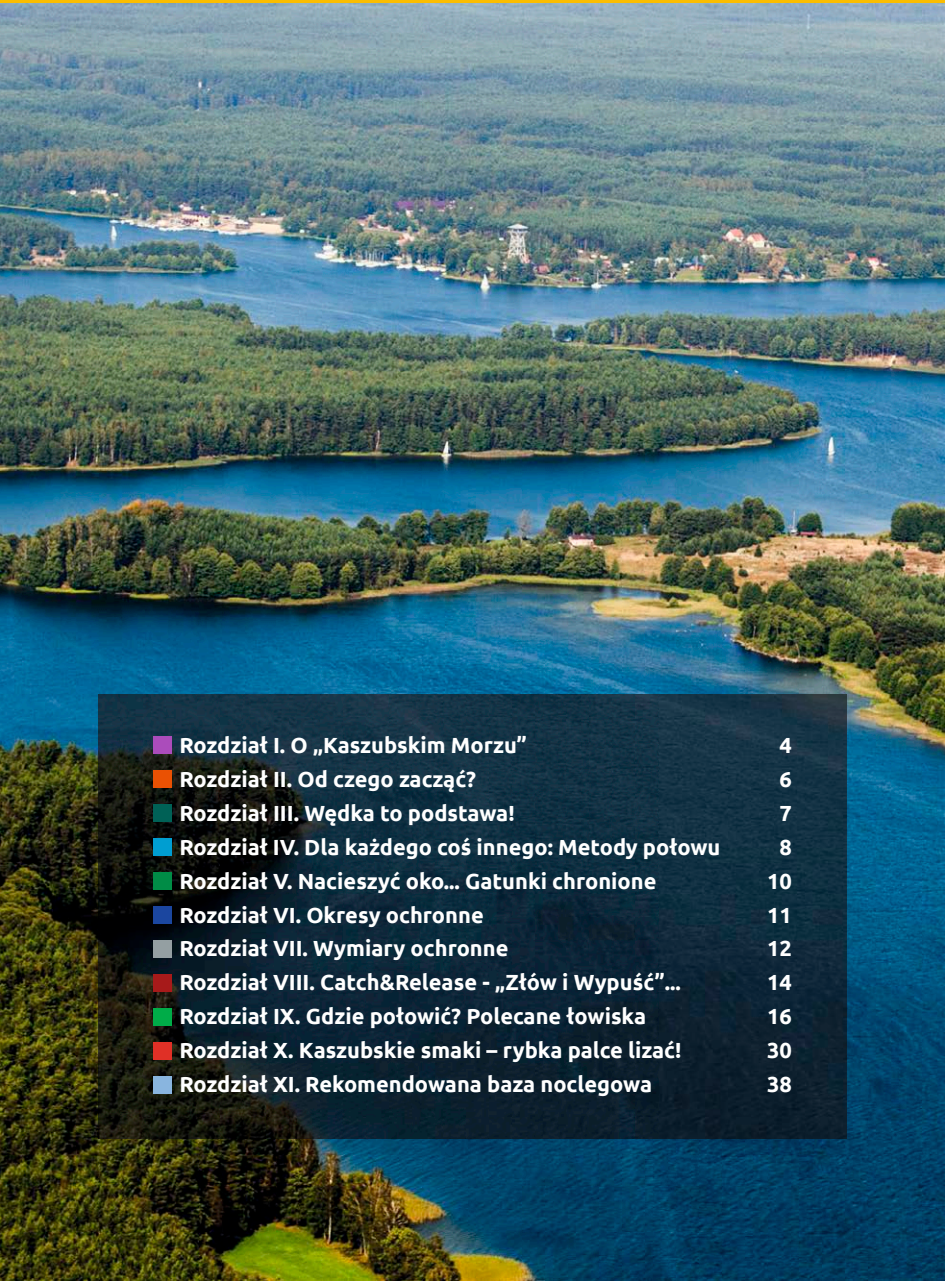 Rozdział I. O „Kaszubskim Morzu” 4
Rozdział II. Od czego zacząć? 6
Rozdział III. Wędka to podstawa! 7
Rozdział IV. Dla każdego coś innego: Metody połowu 8
Rozdział V. Nacieszyć oko... Gatunki chronione 10
Rozdział VI. Okresy ochronne 11
Rozdział VII. Wymiary ochronne 12
Rozdział VIII. Catch&Release - „Złów i Wypuść”... 14
Rozdział IX. Gdzie połowić? Polecane łowiska 16
Rozdział X. Kaszubskie smaki – rybka palce lizać! 30
Rozdział XI. Rekomendowana baza noclegowa 38